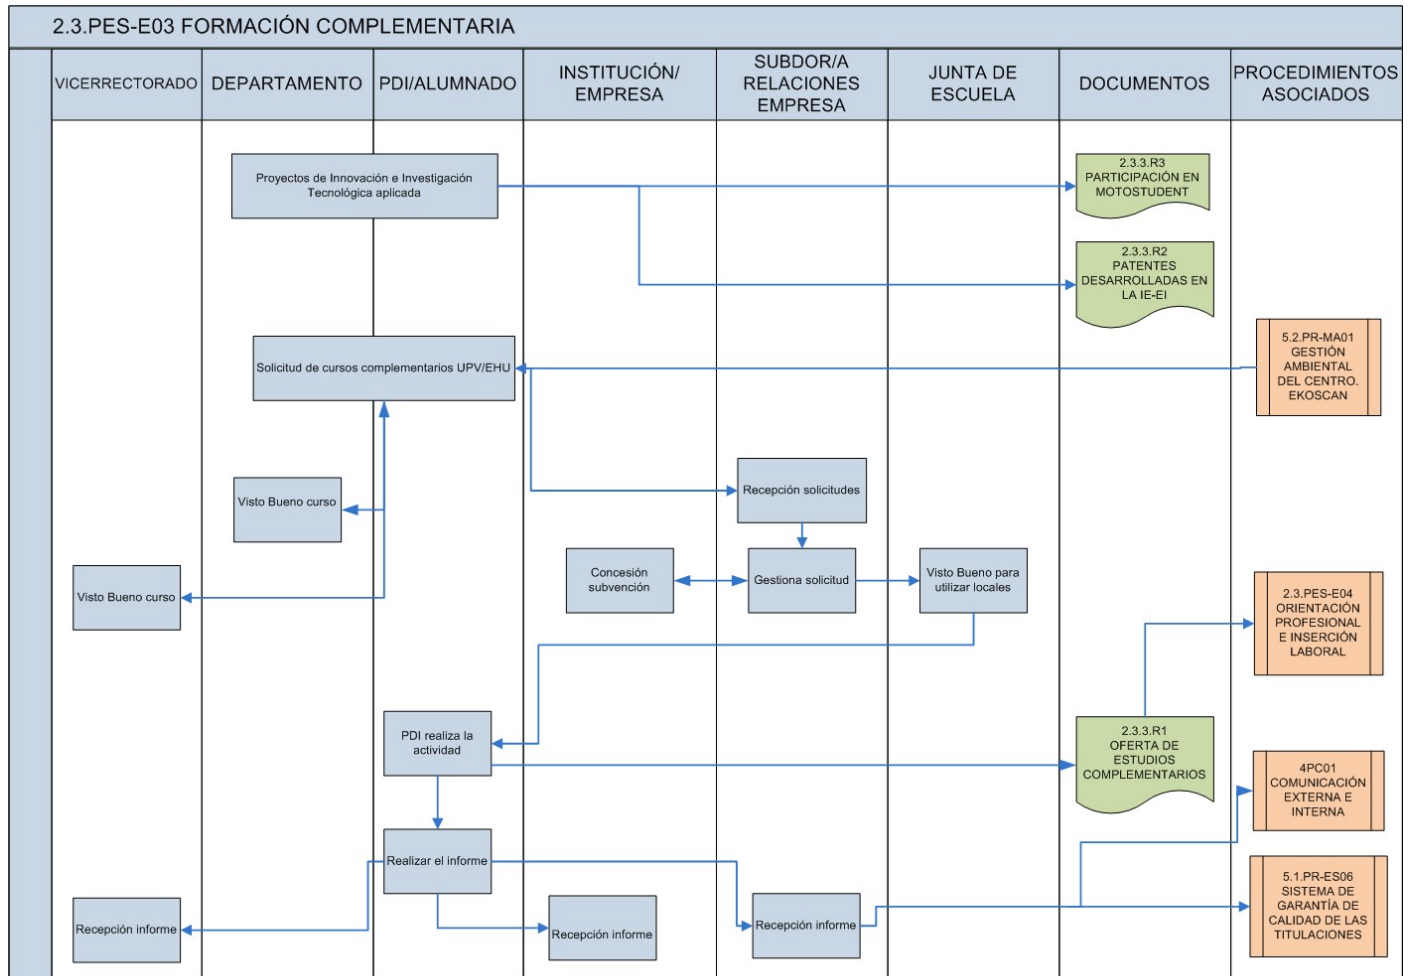 2.3.PES-E03 FORMACIÓN COMPLEMENTARIA
VICERRECTORADO
DEPARTAMENTO
PDI/ALUMNADO
INSTITUCIÓN/
EMPRESA
SUBDOR/A
RELACIONES
EMPRESA
JUNTA DE
ESCUELA
DOCUMENTOS
PROCEDIMIENTOS
ASOCIADOS
Proyectos de Innovación e Investigación
Tecnológica aplicada
2.3.3.R3
PARTICIPACIÓN EN
MOTOSTUDENT
2.3.3.R2
PATENTES
DESARROLLADAS EN
LA IE-EI
Solicitud de cursos complementarios UPV/EHU
5.2.PR-MA01
GESTIÓN
AMBIENTAL
DEL CENTRO.
EKOSCAN
Visto Bueno curso
Recepción solicitudes
Visto Bueno curso
Concesión
subvención
Gestiona solicitud
Visto Bueno para
utilizar locales
2.3.PES-E04
ORIENTACIÓN
PROFESIONAL
E INSERCIÓN
LABORAL
PDI realiza la
actividad
2.3.3.R1
OFERTA DE
ESTUDIOS
COMPLEMENTARIOS
4PC01
COMUNICACIÓN
EXTERNA E
INTERNA
Realizar el informe
Recepción informe
Recepción informe
Recepción informe
5.1.PR-ES06
SISTEMA DE
GARANTÍA DE
CALIDAD DE LAS
TITULACIONES